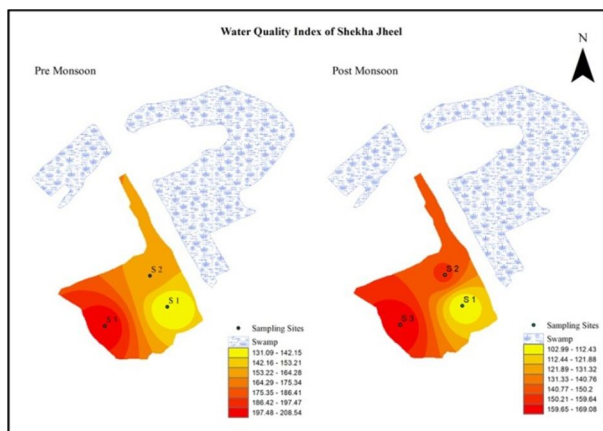 Water Quality Index of Shekha Jheel
N
Pre Monsoon
Post Monsoon
S 2
S 1
S 3
S 2
S 1
S 3
Sampling Sites
Swamp
131.09 - 142.15
142.16 - 153.21
153.22 - 164.28
164.29 - 175.34
175.35 - 186.41
186.42 - 197.47
197.48 - 208.54
Sampling Sites
Swamp
102.99 - 112.43
112.44 - 121.88
121.89 - 131.32
131.33 - 140.76
140.77 - 150.2
150.21 - 159.64
159.65 - 169.08